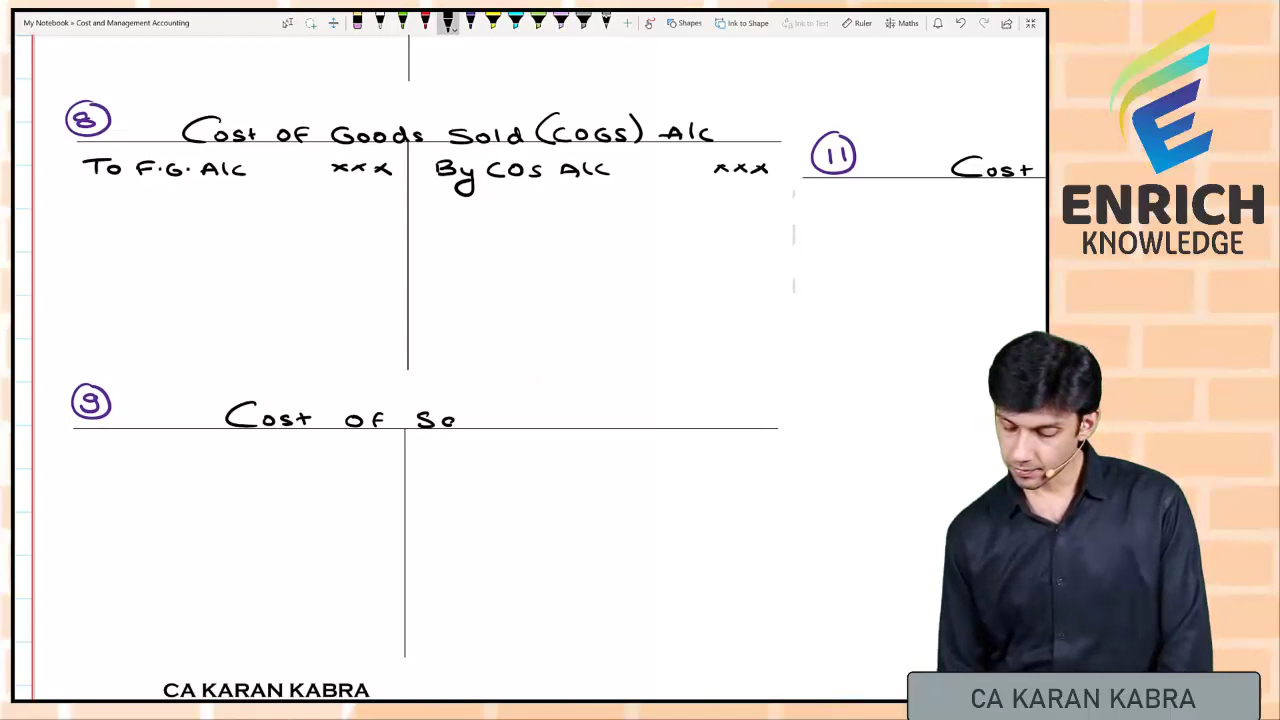 My Notebook » Cost and Management Accounting
Shapes
Ink to Shape
Ink to Text
Ruler
Maths
8
Cost of Goods Sold (COGS) A/c
To F.G. A/c xxx By COS A/c xxx
11
Cost
9
Cost of Sa
CA KARAN KABRA
ENRICH
KNOWLEDGE
CA KARAN KABRA